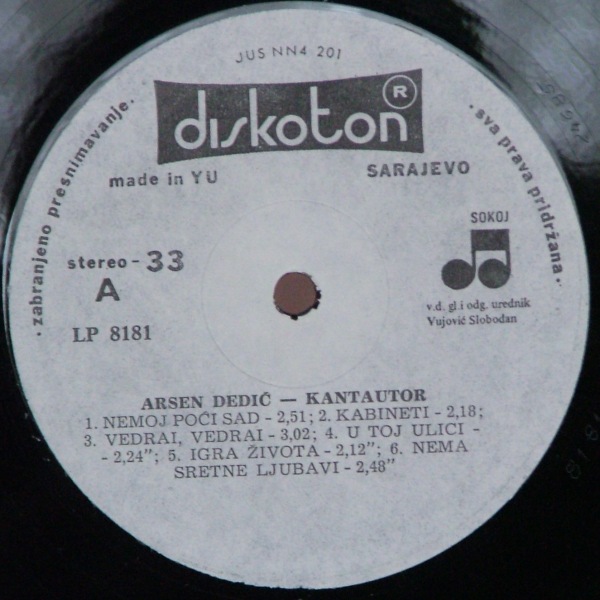 JUS NN4 201
diskoton ®
made in YU
SARAJEVO
· zabranjeno presnimavanje ·
· sva prava pridržana ·
stereo - 33
A
LP 8181
SOKOJ
v.d. gl.i odg. urednik
Vujović Slobodan
ARSEN DEDIĆ — KANTAUTOR
1. NEMOJ POĆI SAD - 2,51; 2. KABINETI - 2,18;
3. VEDRAI, VEDRAI - 3,02; 4. U TOJ ULICI -
- 2,24"; 5. IGRA ŽIVOTA - 2,12"; 6. NEMA
SRETNE LJUBAVI - 2,48"